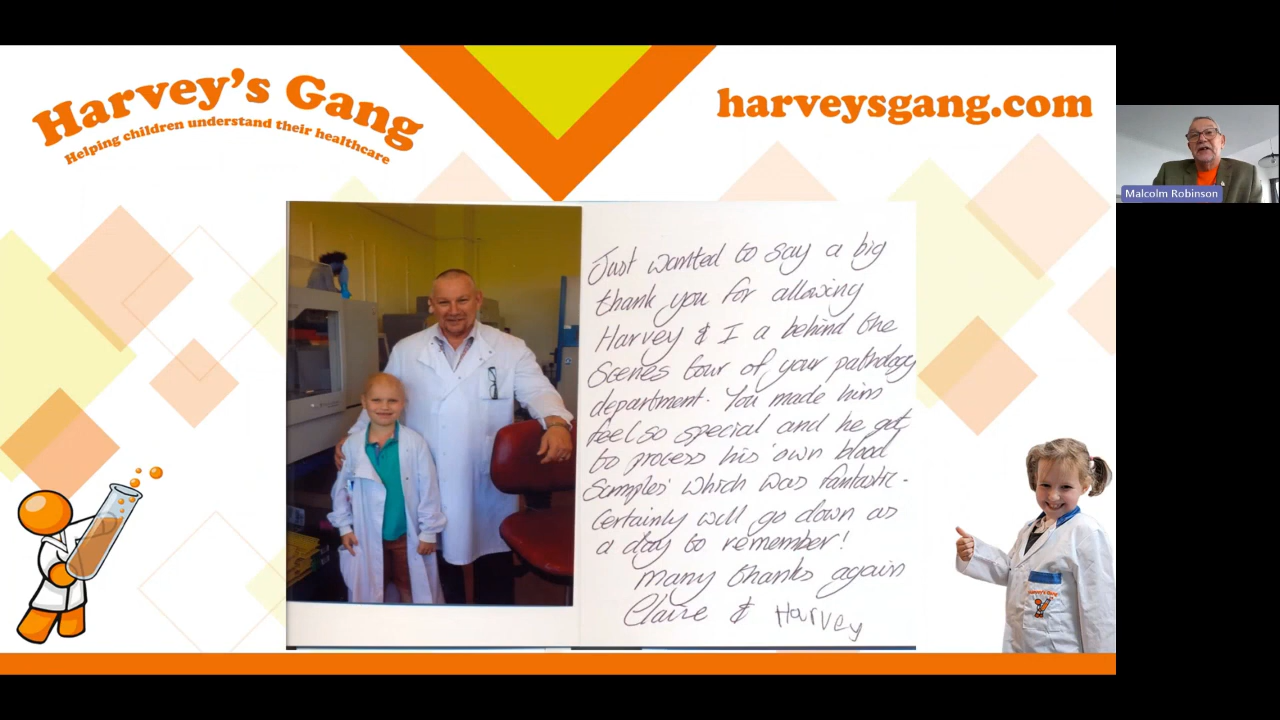 Harvey's Gang
Helping children understand their healthcare
harveysgang.com
Malcolm Robinson
Just wanted to say a big
thank you for allowing
Harvey & I a behind the
scenes tour of your pathology
department. You made him
feel so special and he got
to process his 'own' blood
samples which was fantastic.
Certainly will go down as
a day to remember!
Many thanks again
Claire & Harvey
Harvey's Gang